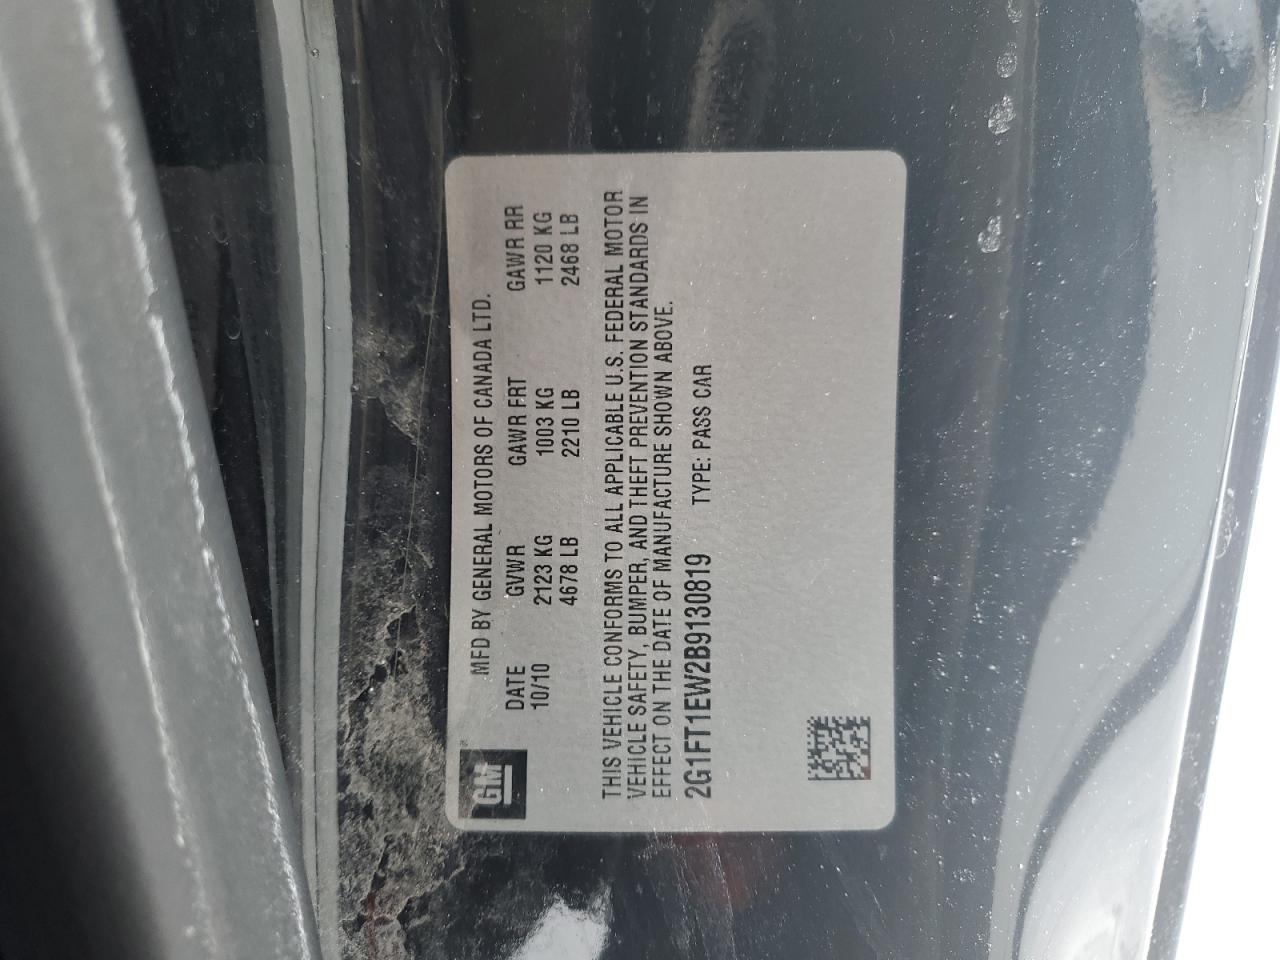 GM
MFD BY GENERAL MOTORS OF CANADA LTD.
DATE GVWR GAWR FRT GAWR RR
10/10 2123 KG 1003 KG 1120 KG
4678 LB 2210 LB 2468 LB
THIS VEHICLE CONFORMS TO ALL APPLICABLE U.S. FEDERAL MOTOR
VEHICLE SAFETY, BUMPER, AND THEFT PREVENTION STANDARDS IN
EFFECT ON THE DATE OF MANUFACTURE SHOWN ABOVE.
2G1FT1EW2B9130819 TYPE: PASS CAR